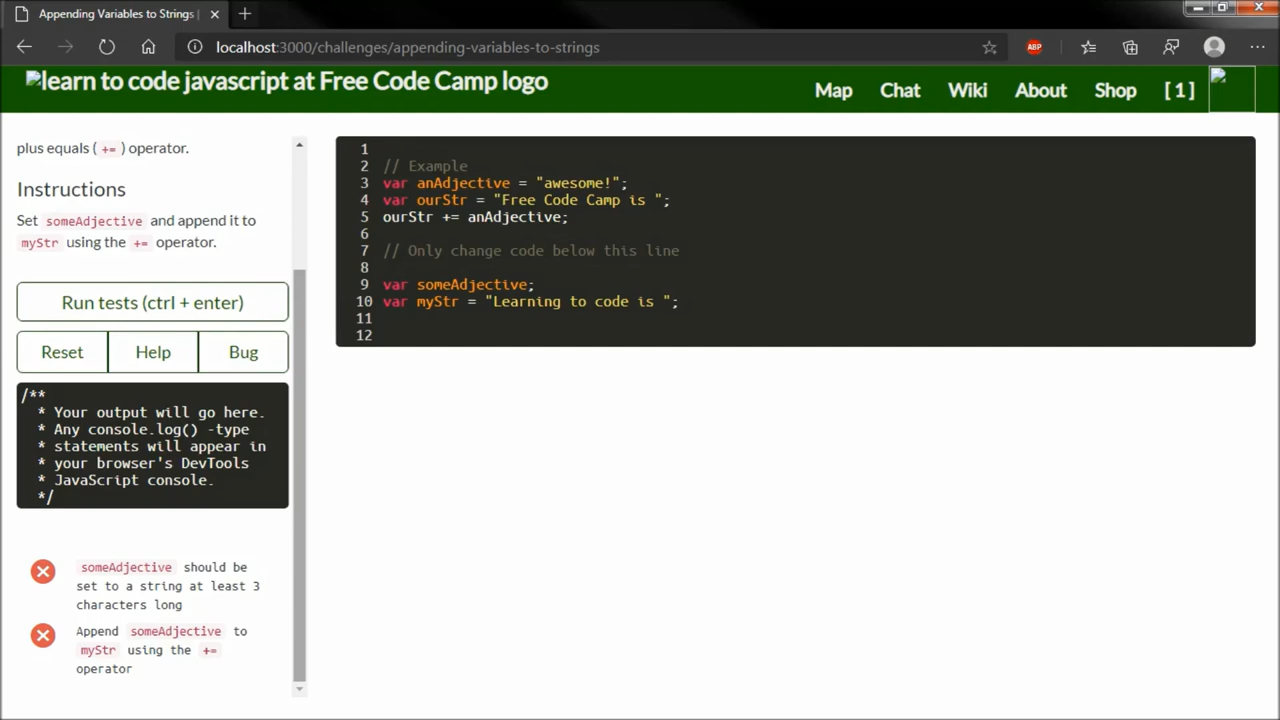 Appending Variables to Strings |
localhost:3000/challenges/appending-variables-to-strings
ABP
learn to code javascript at Free Code Camp logo
Map Chat Wiki About Shop [ 1 ]
plus equals ( += ) operator.
Instructions
Set someAdjective and append it to
myStr using the += operator.
Run tests (ctrl + enter)
Reset Help Bug
/**
* Your output will go here.
* Any console.log() -type
* statements will appear in
* your browser's DevTools
* JavaScript console.
*/
someAdjective should be
set to a string at least 3
characters long
Append someAdjective to
myStr using the +=
operator
1
2 // Example
3 var anAdjective = "awesome!";
4 var ourStr = "Free Code Camp is ";
5 ourStr += anAdjective;
6
7 // Only change code below this line
8
9 var someAdjective;
10 var myStr = "Learning to code is ";
11
12